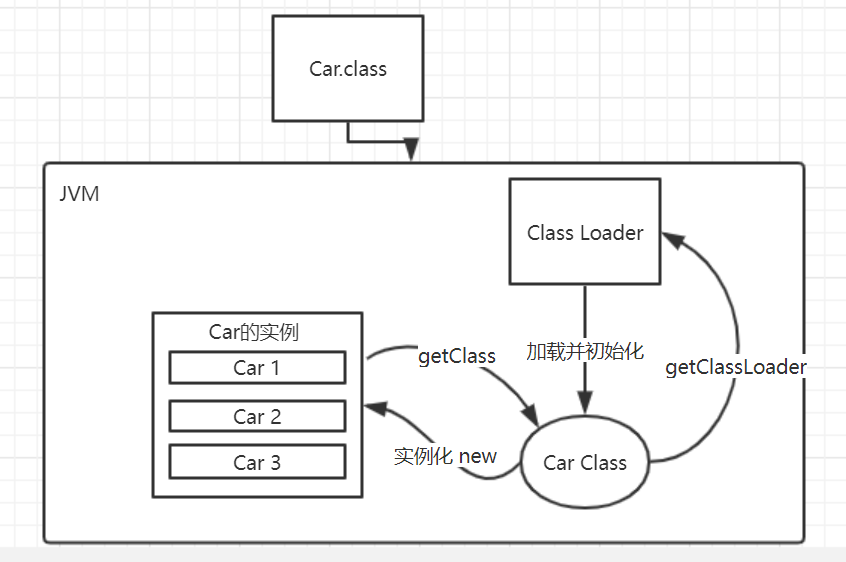 Car.class
JVM
Class Loader
Car的实例
Car 1
getClass
加载并初始化
getClassLoader
Car 2
实例化 new
Car 3
Car Class